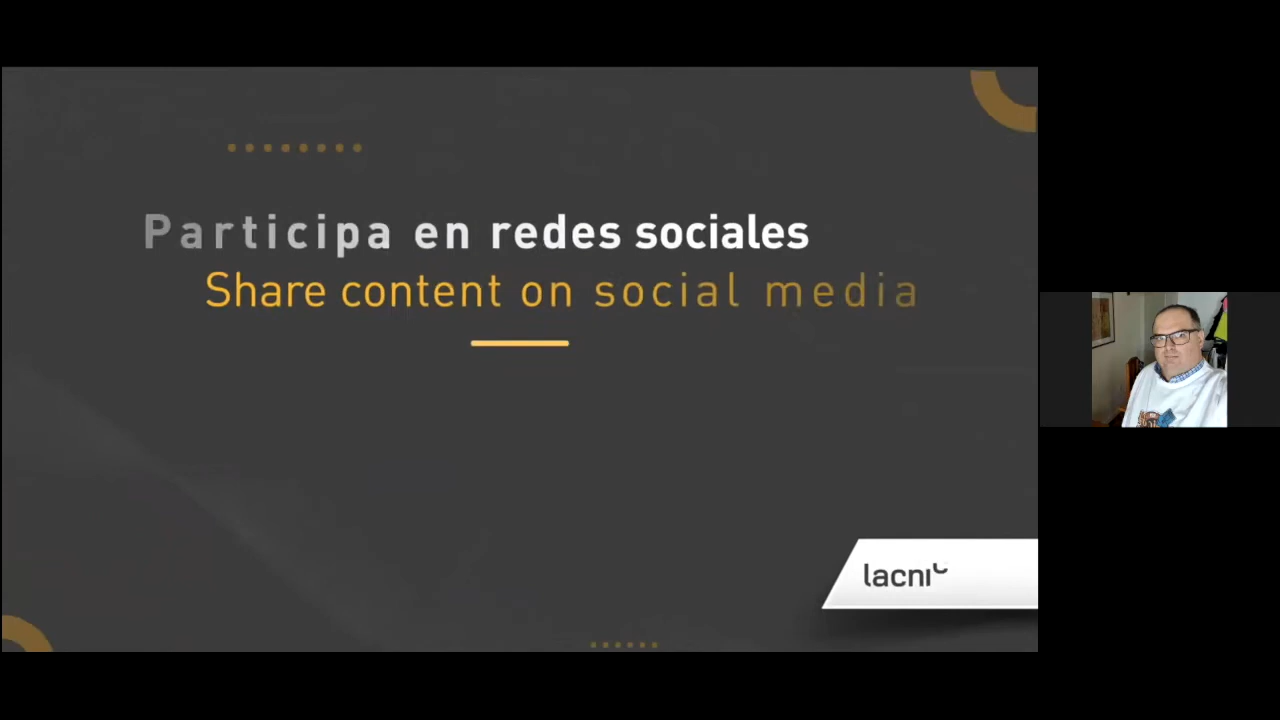 Participa en redes sociales
Share content on social media
lacnic